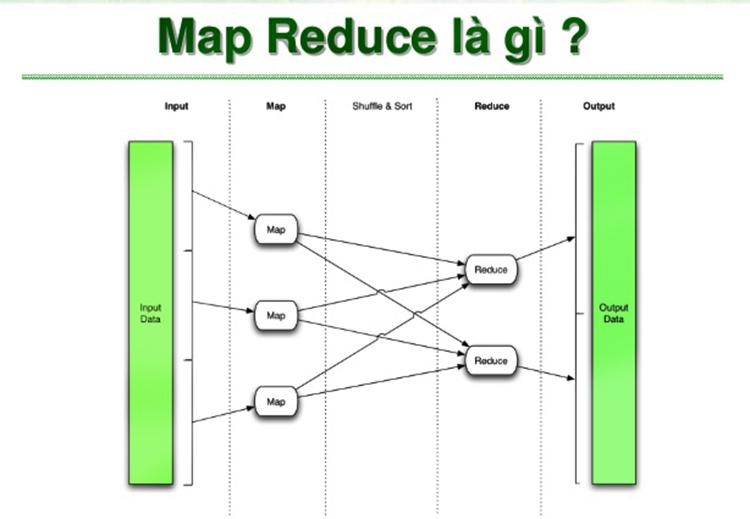 Map Reduce là gì ?
Input Map Shuffle & Sort Reduce Output
Map
Reduce
Input
Data
Map
Output
Data
Reduce
Map